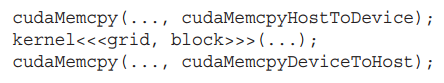 cudaMemcpy(..., cudaMemcpyHostToDevice);
kernel<<<grid, block>>>(...);
cudaMemcpy(..., cudaMemcpyDeviceToHost);